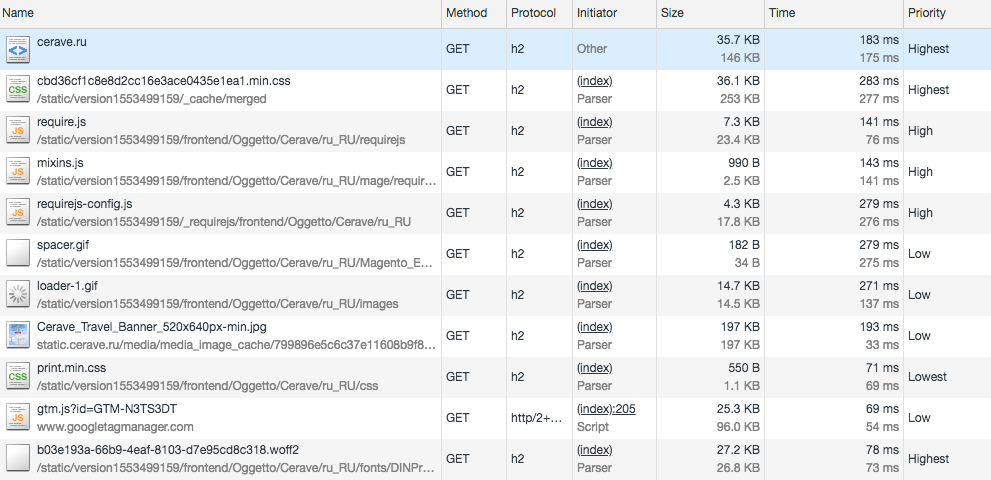 Name Method Protocol Initiator Size Time Priority
cerave.ru GET h2 Other 35.7 KB 183 ms Highest
146 KB 175 ms
cbd36cf1c8e8d2cc16e3ace0435e1ea1.min.css GET h2 (index) 36.1 KB 283 ms Highest
/static/version1553499159/_cache/merged Parser 253 KB 277 ms
require.js GET h2 (index) 7.3 KB 141 ms High
/static/version1553499159/frontend/Oggetto/Cerave/ru_RU/requirejs Parser 23.4 KB 76 ms
mixins.js GET h2 (index) 990 B 143 ms High
/static/version1553499159/frontend/Oggetto/Cerave/ru_RU/mage/requir... Parser 2.5 KB 141 ms
requirejs-config.js GET h2 (index) 4.3 KB 279 ms High
/static/version1553499159/_requirejs/frontend/Oggetto/Cerave/ru_RU Parser 17.8 KB 276 ms
spacer.gif GET h2 (index) 182 B 279 ms Low
/static/version1553499159/frontend/Oggetto/Cerave/ru_RU/Magento_E... Parser 34 B 275 ms
loader-1.gif GET h2 (index) 14.7 KB 271 ms Low
/static/version1553499159/frontend/Oggetto/Cerave/ru_RU/images Parser 14.5 KB 137 ms
Cerave_Travel_Banner_520x640px-min.jpg GET h2 (index) 197 KB 193 ms Low
static.cerave.ru/media/media_image_cache/799896e5c6c37e11608b9f8... Parser 197 KB 33 ms
print.min.css GET h2 (index) 550 B 71 ms Lowest
/static/version1553499159/frontend/Oggetto/Cerave/ru_RU/css Parser 1.1 KB 69 ms
gtm.js?id=GTM-N3TS3DT GET http/2+... (index):205 25.3 KB 69 ms Low
www.googletagmanager.com Script 96.0 KB 54 ms
b03e193a-66b9-4eaf-8103-d7e95cd8c318.woff2 GET h2 (index) 27.2 KB 78 ms Highest
/static/version1553499159/frontend/Oggetto/Cerave/ru_RU/fonts/DINPr... Parser 26.8 KB 73 ms
CSS
JS
JS
JS
CSS
JS